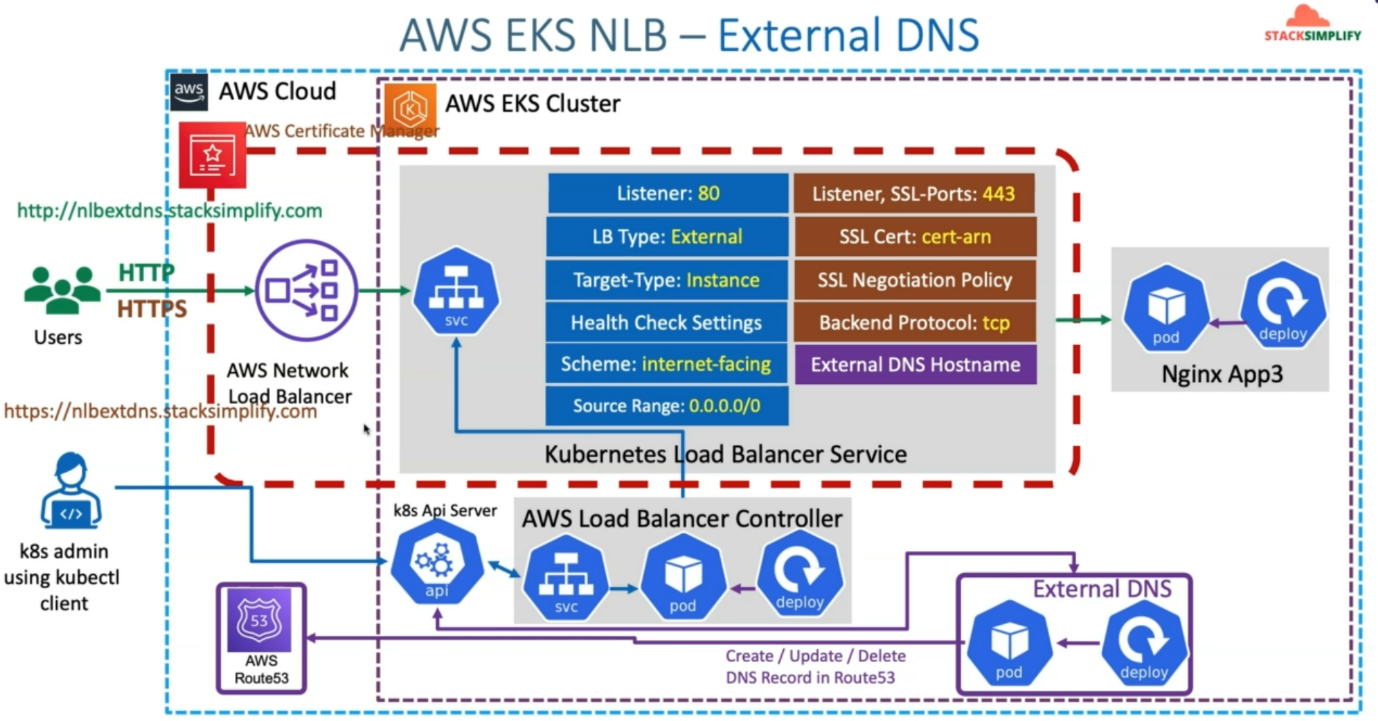 AWS EKS NLB – External DNS
STACKSIMPLIFY
aws
AWS Cloud
AWS EKS Cluster
AWS Certificate Manager
http://nlbextdns.stacksimplify.com
HTTP
HTTPS
Users
AWS Network
Load Balancer
https://nlbextdns.stacksimplify.com
svc
Listener: 80
LB Type: External
Target-Type: Instance
Health Check Settings
Scheme: internet-facing
Source Range: 0.0.0.0/0
Listener, SSL-Ports: 443
SSL Cert: cert-arn
SSL Negotiation Policy
Backend Protocol: tcp
External DNS Hostname
Kubernetes Load Balancer Service
pod
deploy
Nginx App3
k8s admin
using kubectl
client
k8s Api Server
api
AWS Load Balancer Controller
svc
pod
deploy
53
AWS
Route53
Create / Update / Delete
DNS Record in Route53
External DNS
pod
deploy